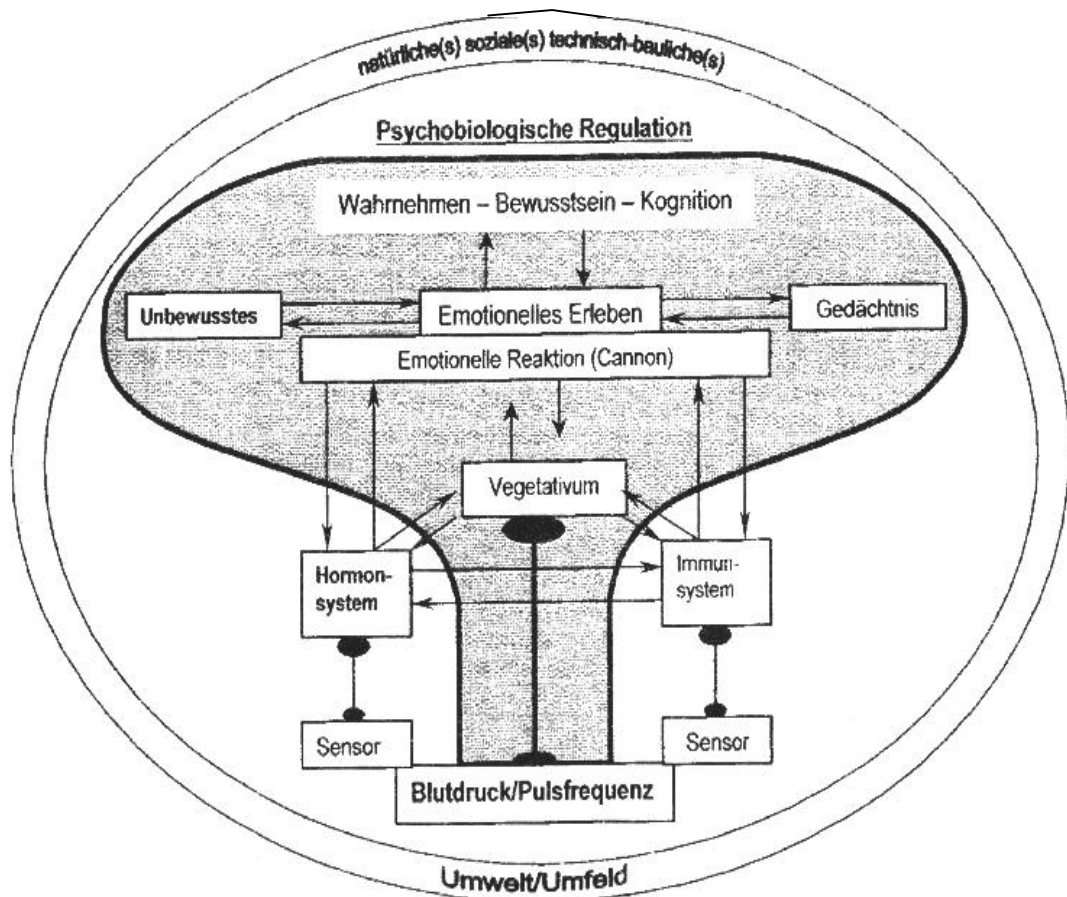 natürliche(s) soziale(s) technisch-bauliche(s)
Psychobiologische Regulation
Wahrnehmen – Bewusstsein – Kognition
Unbewusstes
Emotionelles Erleben
Gedächtnis
Emotionelle Reaktion (Cannon)
Vegetativum
Hormon-
system
Immun-
system
Sensor
Sensor
Blutdruck/Pulsfrequenz
Umwelt/Umfeld